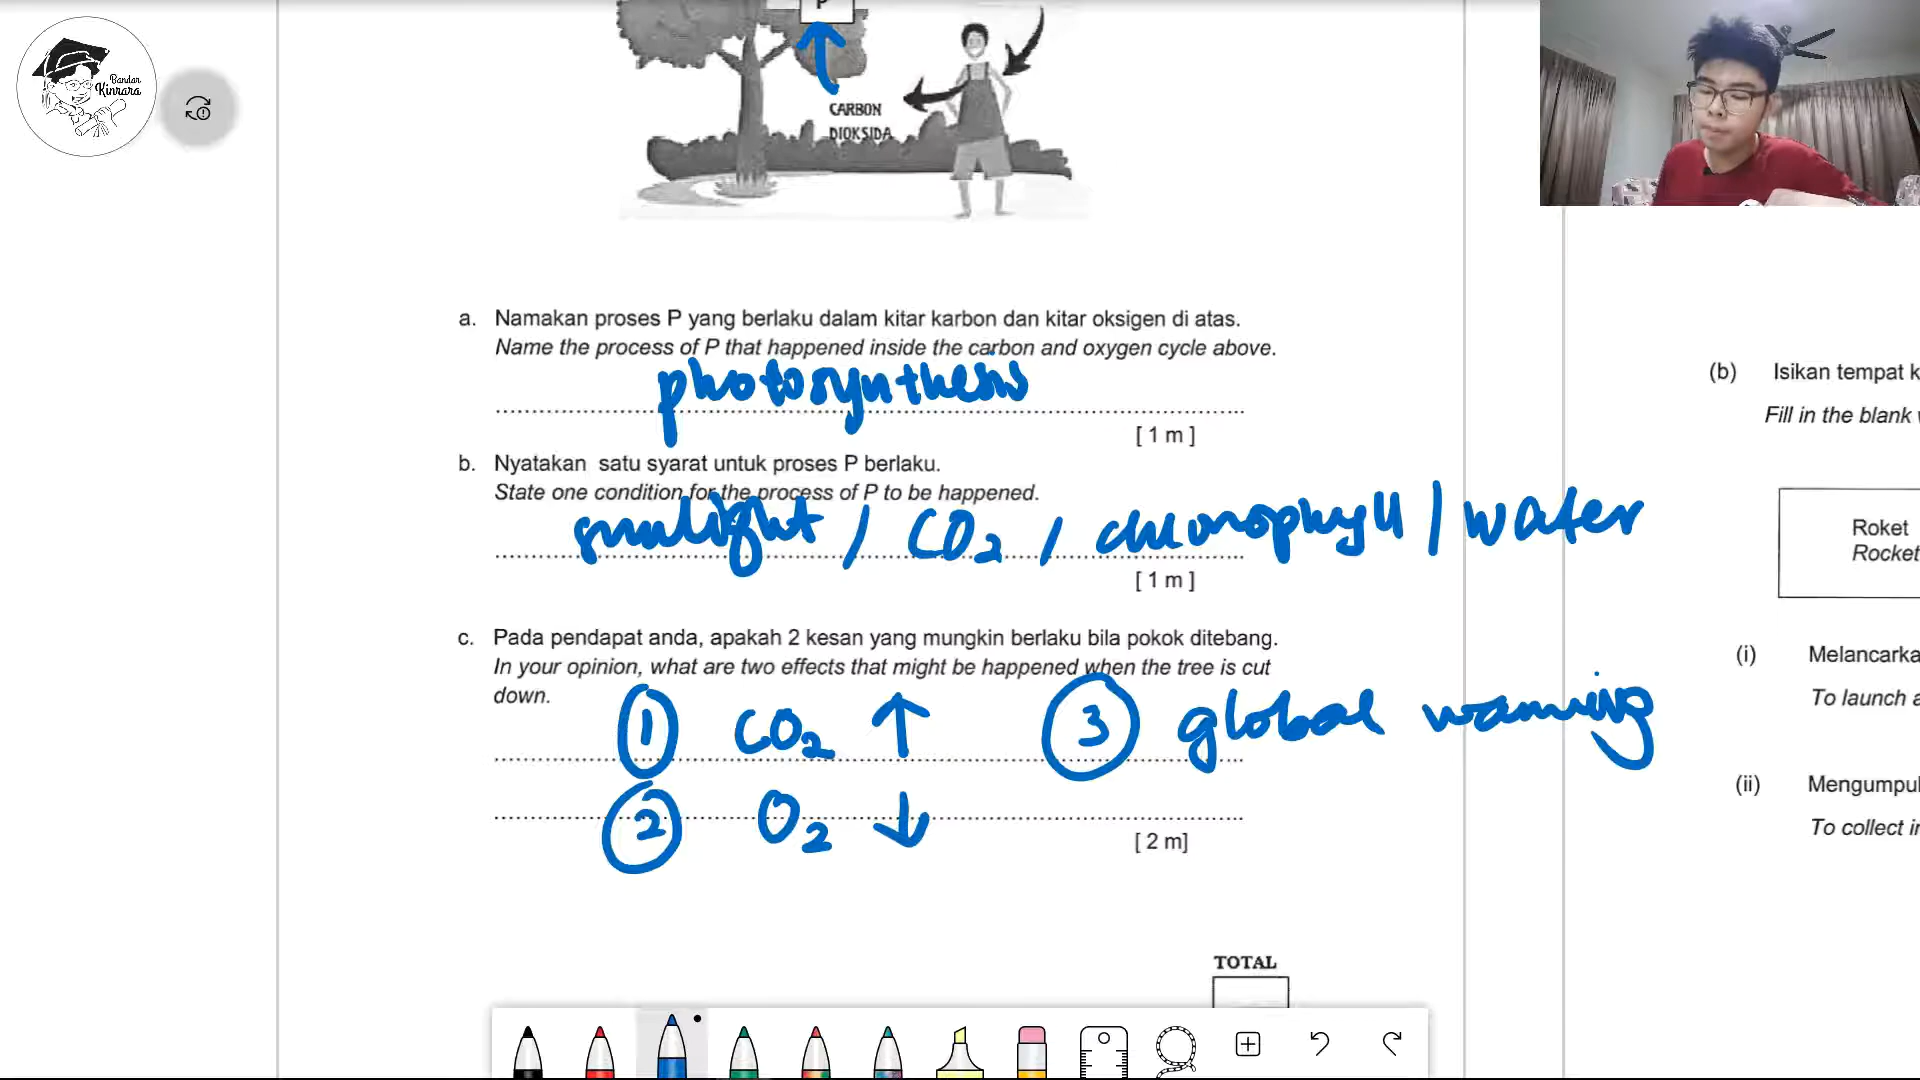 Bandar
Kinrara
P
CARBON
DIOKSIDA
a. Namakan proses P yang berlaku dalam kitar karbon dan kitar oksigen di atas.
Name the process of P that happened inside the carbon and oxygen cycle above.
photosynthesis
[ 1 m ]
b. Nyatakan satu syarat untuk proses P berlaku.
State one condition for the process of P to be happened.
sunlight / CO2 / chlorophyll / water
[ 1 m ]
c. Pada pendapat anda, apakah 2 kesan yang mungkin berlaku bila pokok ditebang.
In your opinion, what are two effects that might be happened when the tree is cut
down.
1 CO2 ↑ 3 global warming
2 O2 ↓
[ 2 m]
TOTAL
(b) Isikan tempat k
Fill in the blank
Roket
Rocket
(i) Melancarka
To launch a
(ii) Mengumpul
To collect in